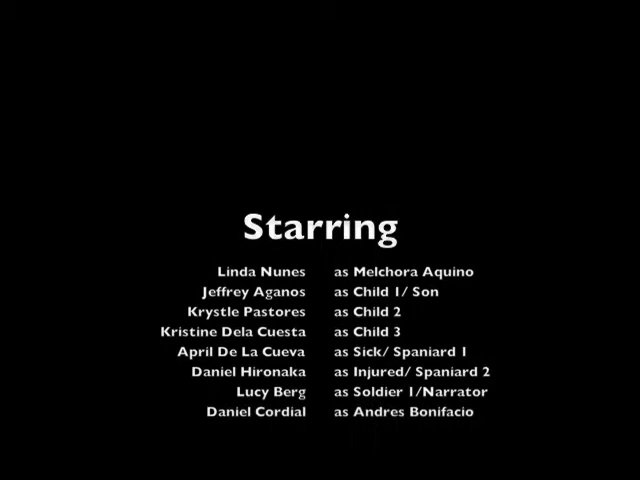 Starring
Linda Nunes as Melchora Aquino
Jeffrey Aganos as Child 1/ Son
Krystle Pastores as Child 2
Kristine Dela Cuesta as Child 3
April De La Cueva as Sick/ Spaniard 1
Daniel Hironaka as Injured/ Spaniard 2
Lucy Berg as Soldier 1/Narrator
Daniel Cordial as Andres Bonifacio